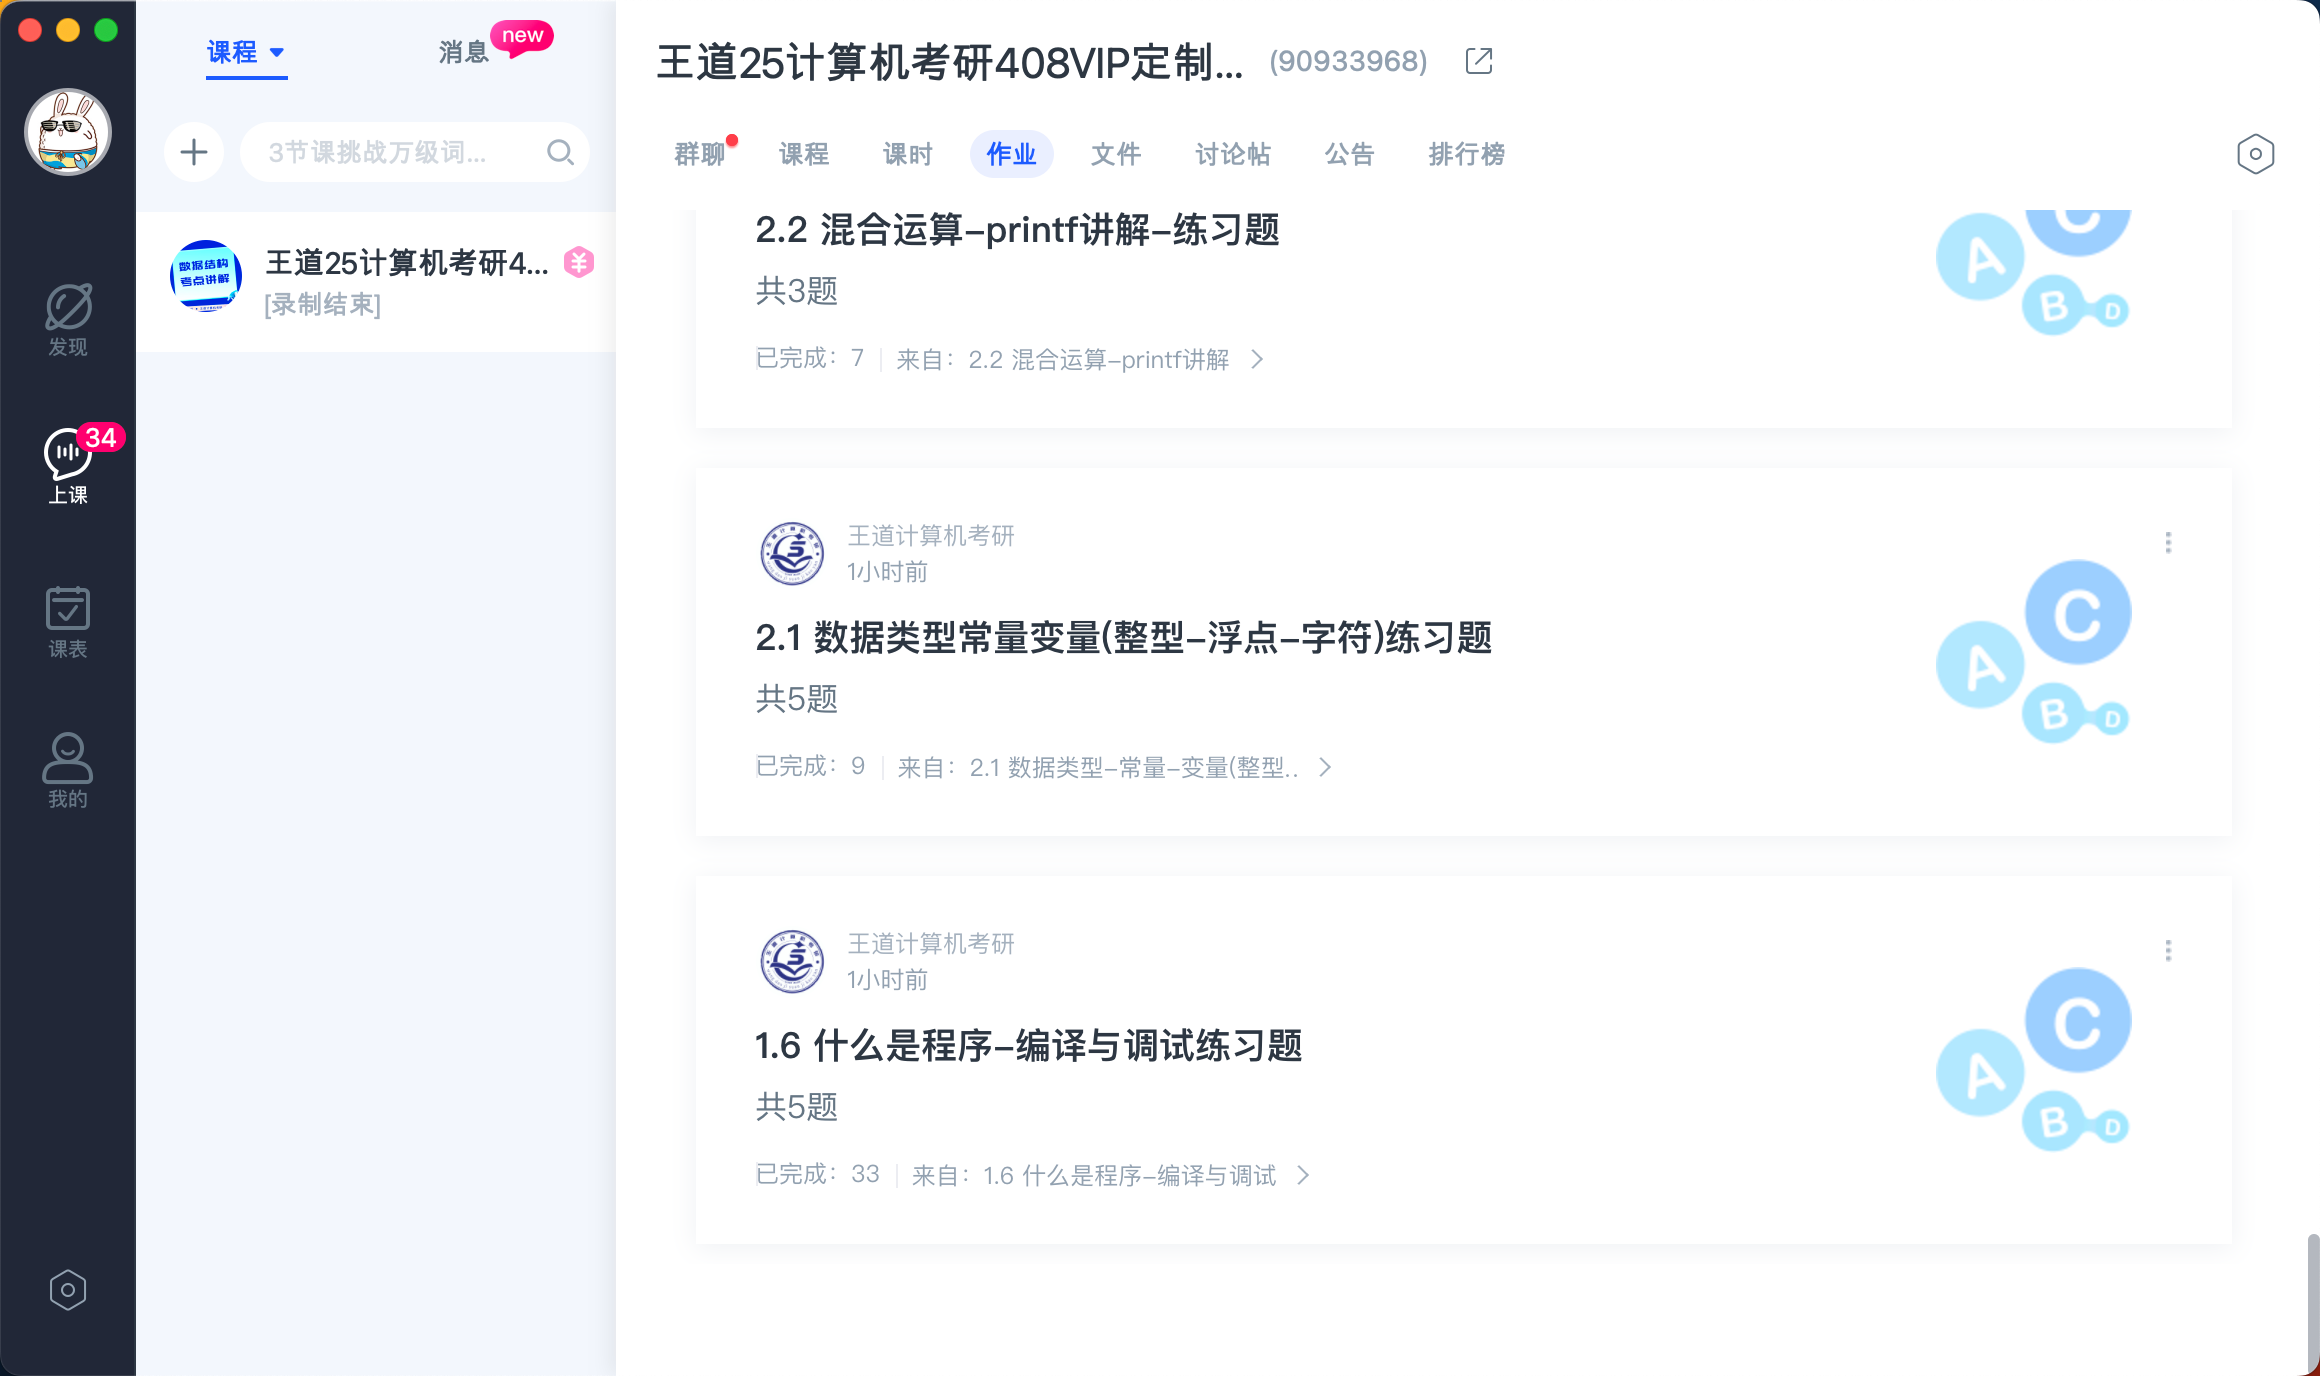 课程
消息
new
3节课挑战万级词...
王道25计算机考研4...
[录制结束]
数据结构
考点讲解
发现
34
上课
课表
我的
王道25计算机考研408VIP定制... (90933968)
群聊 课程 课时 作业 文件 讨论帖 公告 排行榜
2.2 混合运算-printf讲解-练习题
共3题
已完成：7 来自：2.2 混合运算-printf讲解
A C B D
王道计算机考研
1小时前
2.1 数据类型常量变量(整型-浮点-字符)练习题
共5题
已完成：9 来自：2.1 数据类型-常量-变量(整型..
A C B D
王道计算机考研
1小时前
1.6 什么是程序-编译与调试练习题
共5题
已完成：33 来自：1.6 什么是程序-编译与调试
A C B D